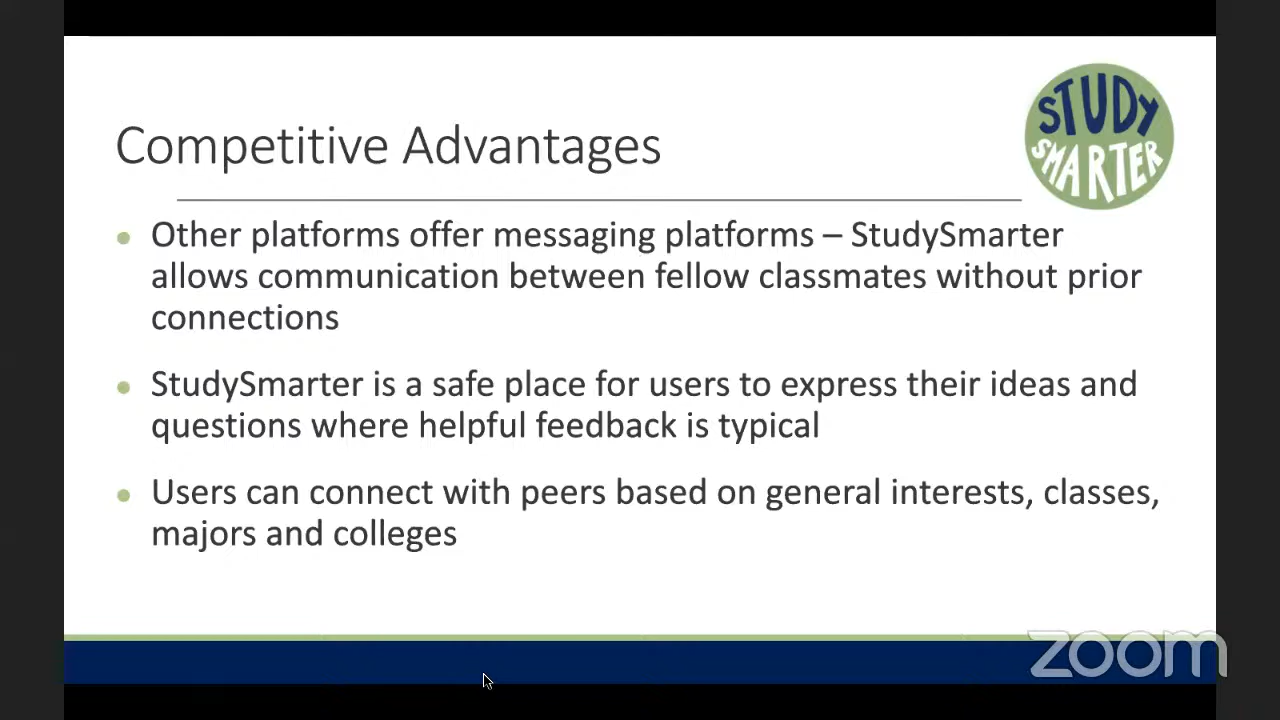 STUDY
SMARTER
Competitive Advantages
Other platforms offer messaging platforms – StudySmarter
allows communication between fellow classmates without prior
connections
StudySmarter is a safe place for users to express their ideas and
questions where helpful feedback is typical
Users can connect with peers based on general interests, classes,
majors and colleges
zoom